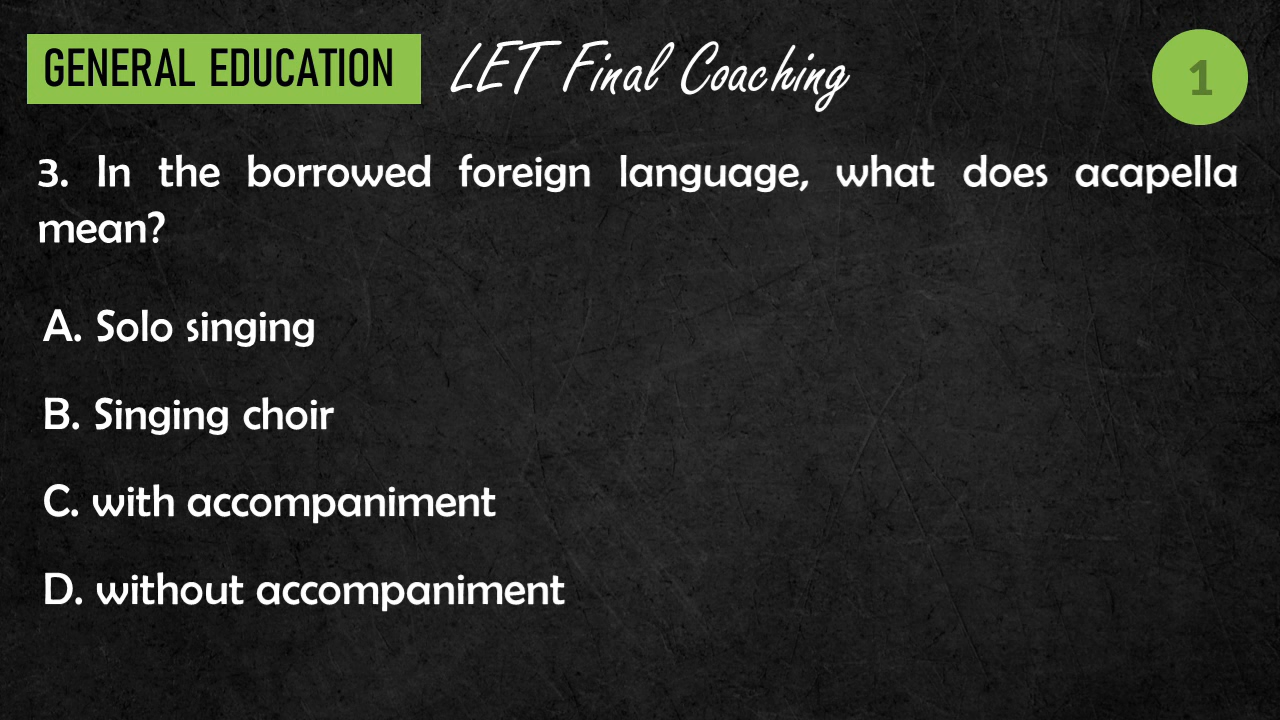 GENERAL EDUCATION LET Final Coaching 1
3. In the borrowed foreign language, what does acapella
mean?
A. Solo singing
B. Singing choir
C. with accompaniment
D. without accompaniment